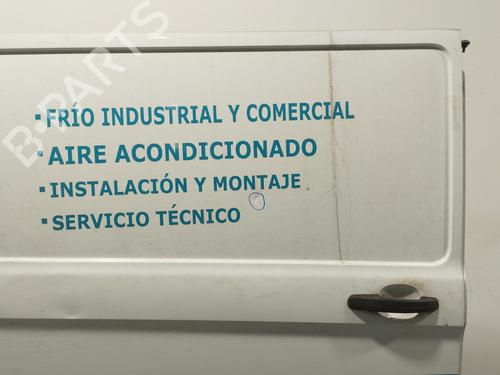 B-PARTS
▪FRÍO INDUSTRIAL Y COMERCIAL
▪AIRE ACONDICIONADO
▪INSTALACIÓN Y MONTAJE
▪SERVICIO TÉCNICO